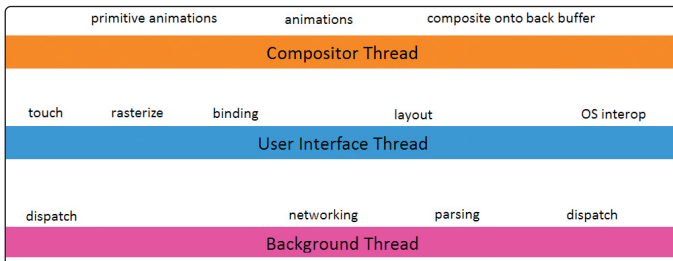 primitive animations animations composite onto back buffer
Compositor Thread
touch rasterize binding layout OS interop
User Interface Thread
dispatch networking parsing dispatch
Background Thread